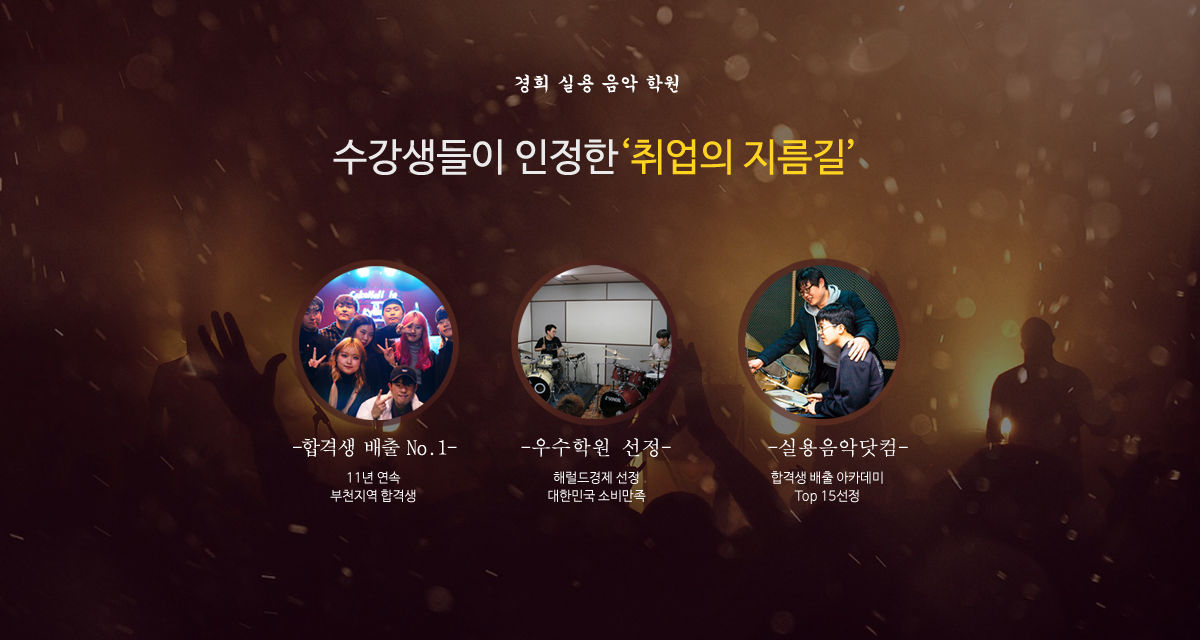 경희 실용 음악 학원
수강생들이 인정한 ‘취업의 지름길’
-합격생 배출 No.1-
11년 연속
부천지역 합격생
-우수학원 선정-
해럴드경제 선정
대한민국 소비만족
-실용음악닷컴-
합격생 배출 아카데미
Top 15선정